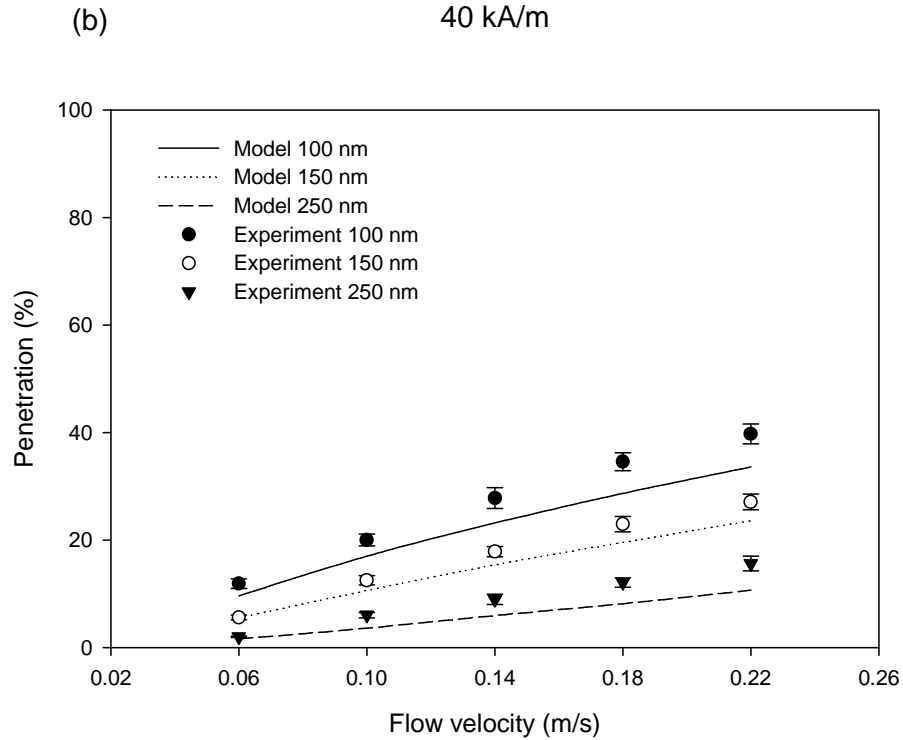 (b) 40 kA/m
100
80
60
40
20
0
Penetration (%)
Model 100 nm
Model 150 nm
Model 250 nm
Experiment 100 nm
Experiment 150 nm
Experiment 250 nm
0.02 0.06 0.10 0.14 0.18 0.22 0.26
Flow velocity (m/s)